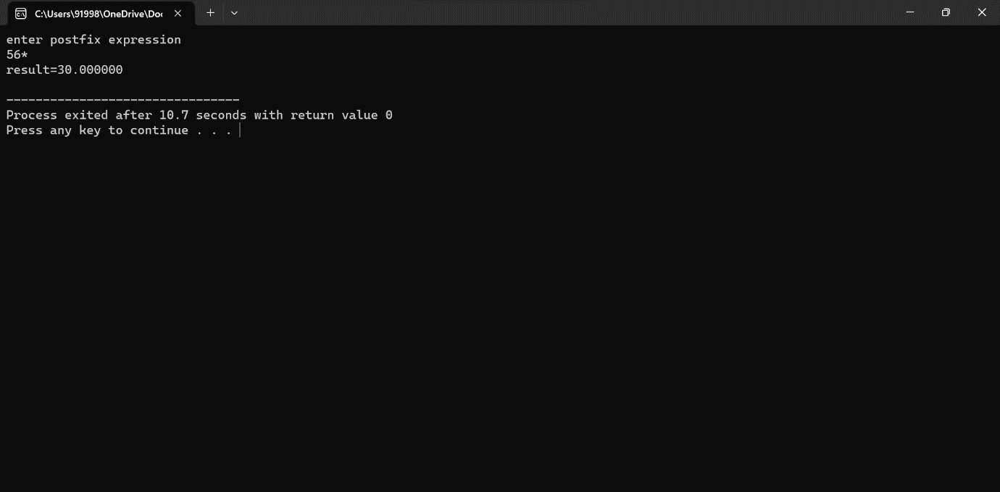 C:\Users\91998\OneDrive\Do
enter postfix expression
56*
result=30.000000
--------------------------------
Process exited after 10.7 seconds with return value 0
Press any key to continue . . .